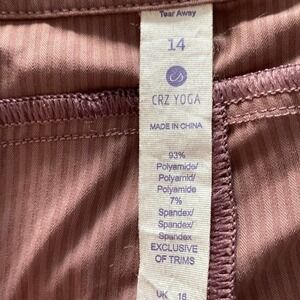 Tear Away
14
CRZ YOGA
MADE IN CHINA
93%
Polyamide/
Polyamid/
Polyamide
7%
Spandex/
Spandex/
Spandex
EXCLUSIVE
OF TRIMS
UK 18